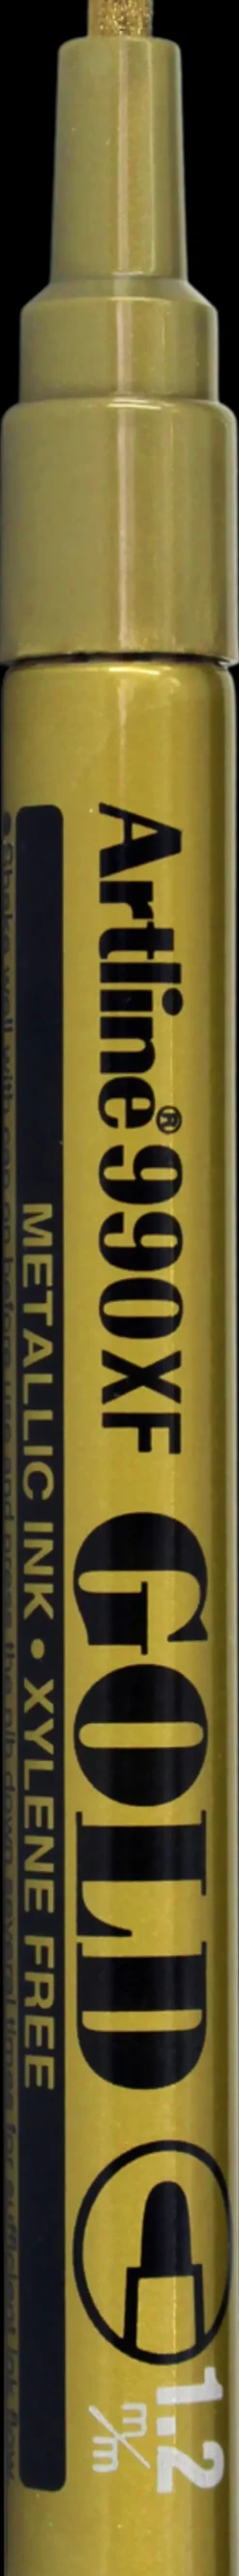 Artline® 990XF GOLD 1.2 m/m
METALLIC INK • XYLENE FREE